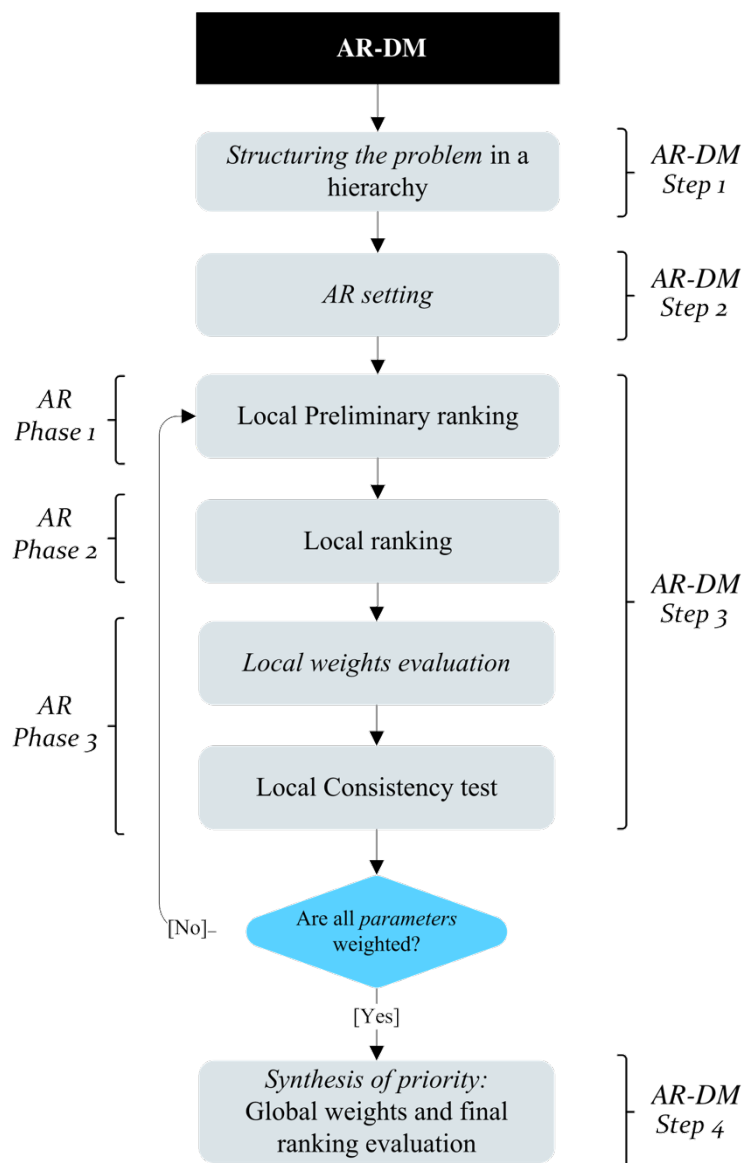 AR-DM
Structuring the problem in a
hierarchy
AR-DM
Step 1
AR setting
AR-DM
Step 2
AR
Phase 1
Local Preliminary ranking
AR
Phase 2
Local ranking
AR-DM
Step 3
Local weights evaluation
AR
Phase 3
Local Consistency test
Are all parameters
weighted?
[No]
[Yes]
Synthesis of priority:
Global weights and final
ranking evaluation
AR-DM
Step 4